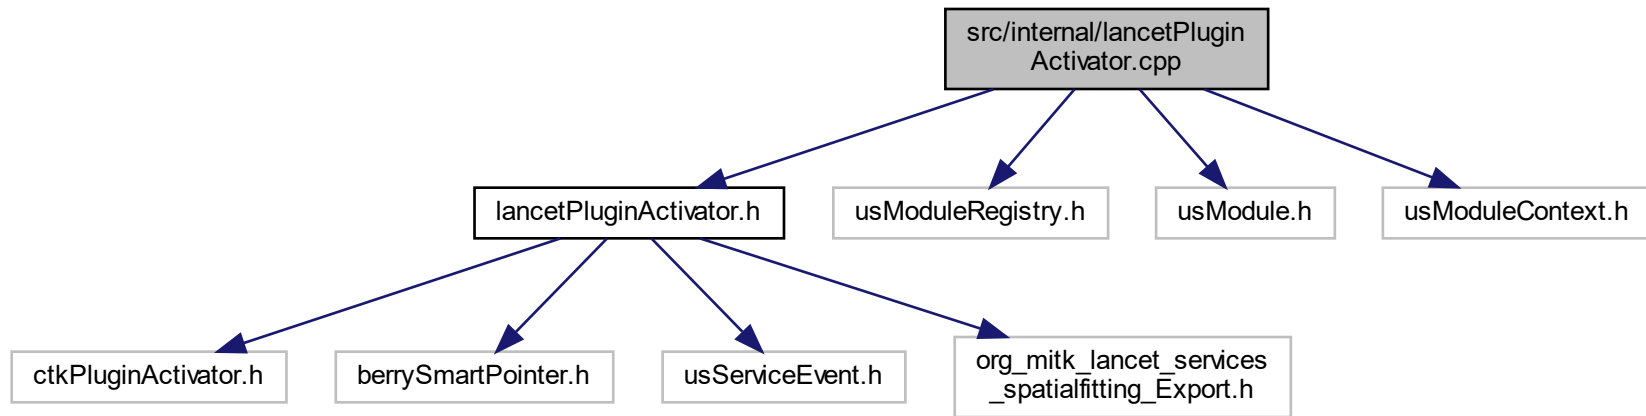 src/internal/lancetPlugin
Activator.cpp
lancetPluginActivator.h
usModuleRegistry.h
usModule.h
usModuleContext.h
ctkPluginActivator.h
berrySmartPointer.h
usServiceEvent.h
org_mitk_lancet_services
_spatialfitting_Export.h